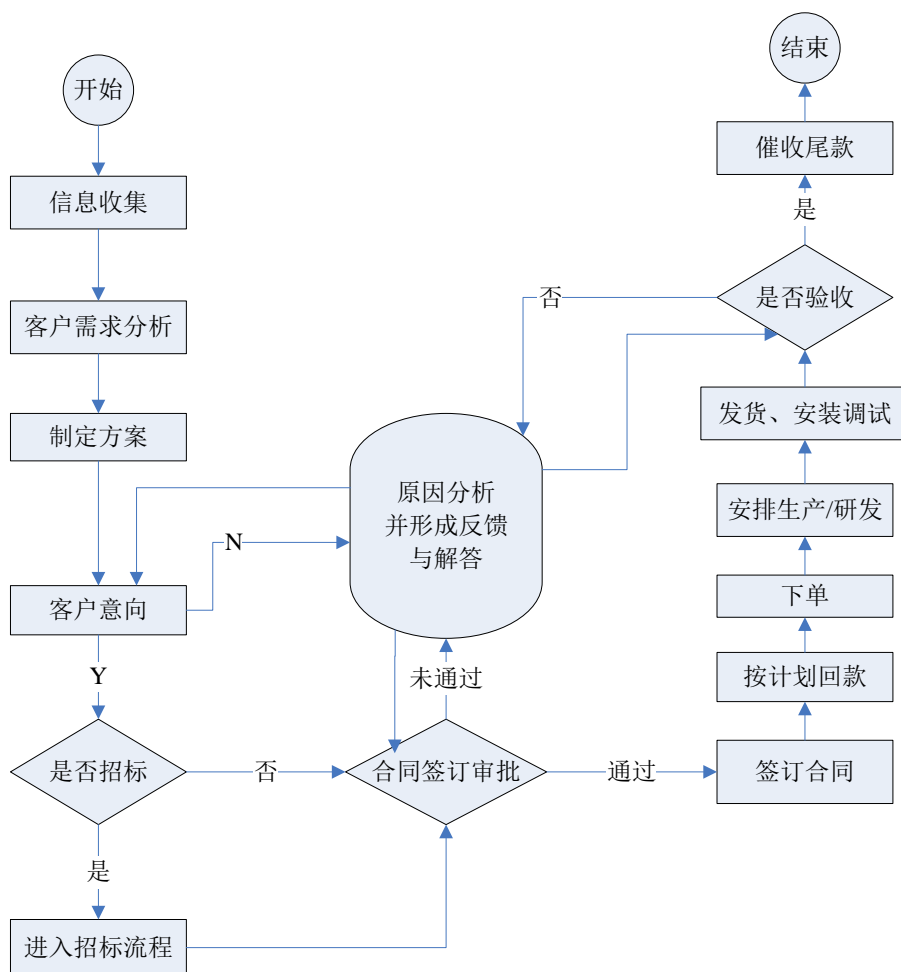 开始
信息收集
客户需求分析
制定方案
客户意向
N
Y
是否招标
否
是
进入招标流程
原因分析
并形成反馈
与解答
未通过
合同签订审批
通过
签订合同
按计划回款
下单
安排生产/研发
发货、安装调试
是否验收
否
是
催收尾款
结束